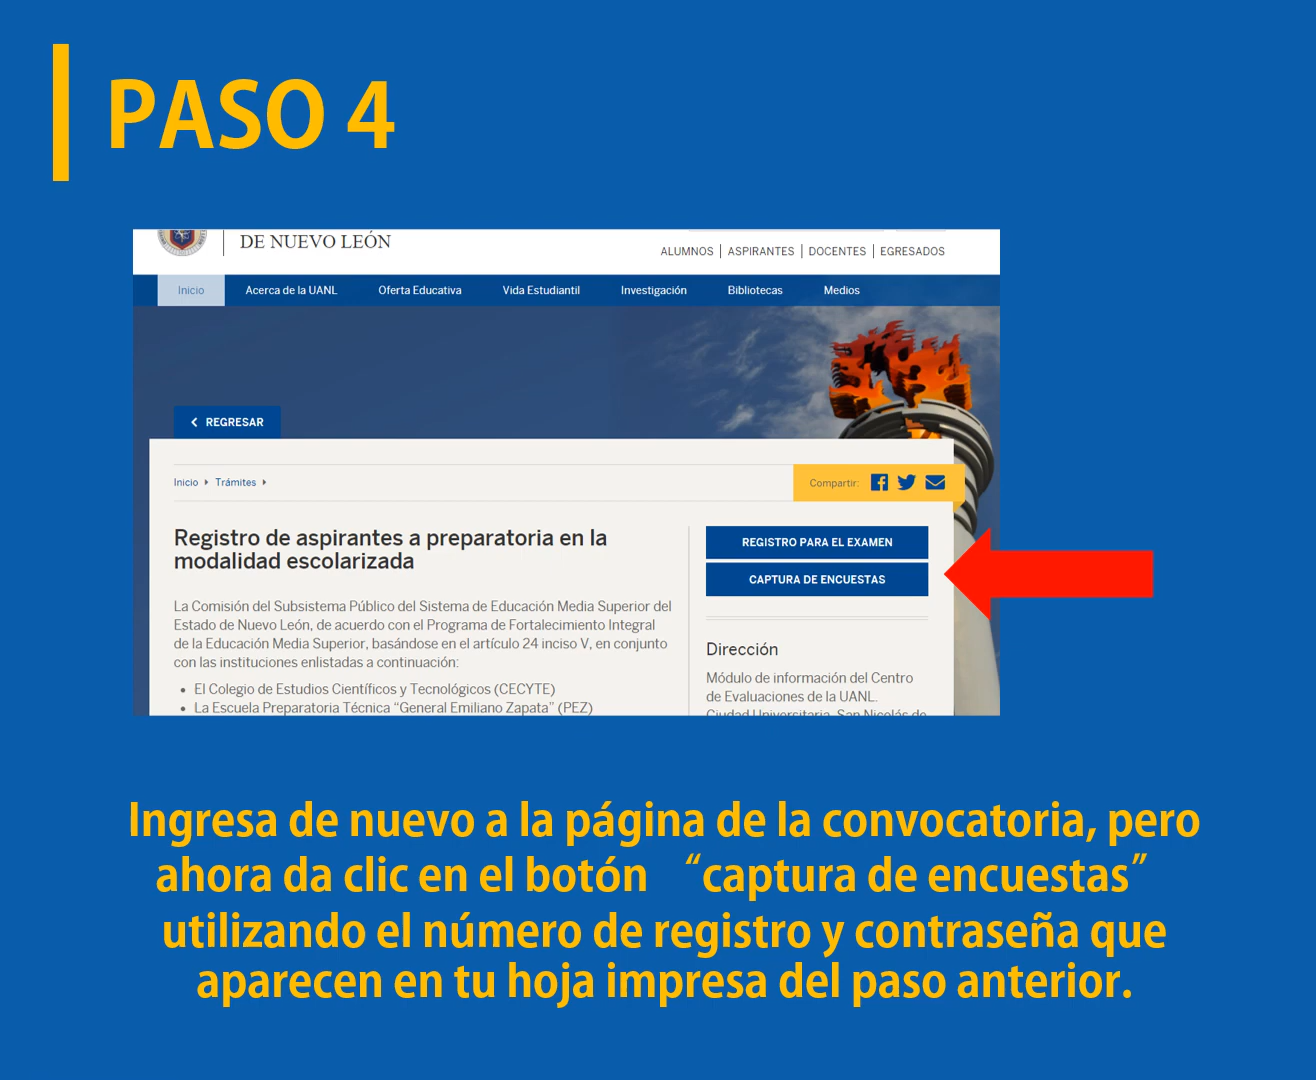 PASO 4
DE NUEVO LEÓN
ALUMNOS | ASPIRANTES | DOCENTES | EGRESADOS
Inicio Acerca de la UANL Oferta Educativa Vida Estudiantil Investigación Bibliotecas Medios
REGRESAR
Inicio Trámites
Compartir:
Registro de aspirantes a preparatoria en la
modalidad escolarizada
La Comisión del Subsistema Público del Sistema de Educación Media Superior del
Estado de Nuevo León, de acuerdo con el Programa de Fortalecimiento Integral
de la Educación Media Superior, basándose en el artículo 24 inciso V, en conjunto
con las instituciones enlistadas a continuación:
• El Colegio de Estudios Científicos y Tecnológicos (CECYTE)
• La Escuela Preparatoria Técnica “General Emiliano Zapata” (PEZ)
REGISTRO PARA EL EXAMEN
CAPTURA DE ENCUESTAS
Dirección
Módulo de información del Centro
de Evaluaciones de la UANL.
Ciudad Universitaria, San Nicolás de
Ingresa de nuevo a la página de la convocatoria, pero
ahora da clic en el botón “captura de encuestas”
utilizando el número de registro y contraseña que
aparecen en tu hoja impresa del paso anterior.